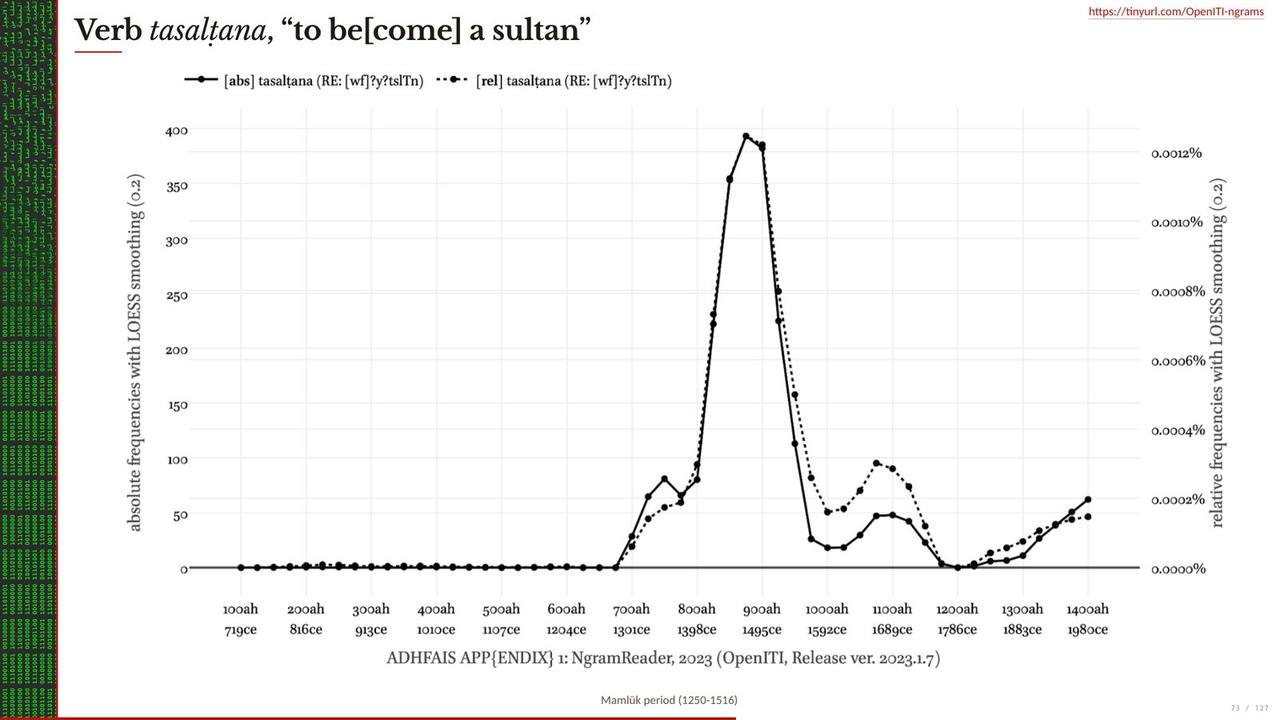 https://tinyurl.com/OpenITI-ngrams
Verb tasalṭana, “to be[come] a sultan”
[abs] tasalṭana (RE: [wf]?y?tslTn) [rel] tasalṭana (RE: [wf]?y?tslTn)
absolute frequencies with LOESS smoothing (0.2)
400
350
300
250
200
150
100
50
0
0.0012%
0.0010%
0.0008%
0.0006%
0.0004%
0.0002%
0.0000%
relative frequencies with LOESS smoothing (0.2)
100ah 200ah 300ah 400ah 500ah 600ah 700ah 800ah 900ah 1000ah 1100ah 1200ah 1300ah 1400ah
719ce 816ce 913ce 1010ce 1107ce 1204ce 1301ce 1398ce 1495ce 1592ce 1689ce 1786ce 1883ce 1980ce
ADHFAIS APP{ENDIX} 1: NgramReader, 2023 (OpenITI, Release ver. 2023.1.7)
Mamlūk period (1250-1516)
73 / 127